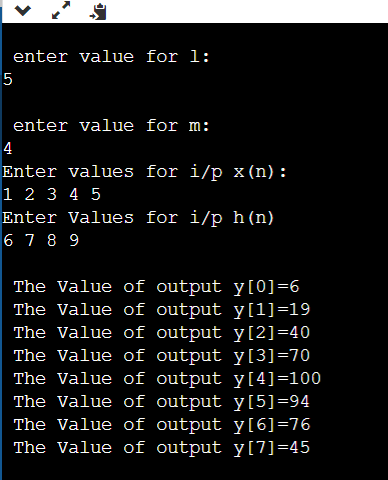 enter value for l:
5
enter value for m:
4
Enter values for i/p x(n):
1 2 3 4 5
Enter Values for i/p h(n)
6 7 8 9
The Value of output y[0]=6
The Value of output y[1]=19
The Value of output y[2]=40
The Value of output y[3]=70
The Value of output y[4]=100
The Value of output y[5]=94
The Value of output y[6]=76
The Value of output y[7]=45